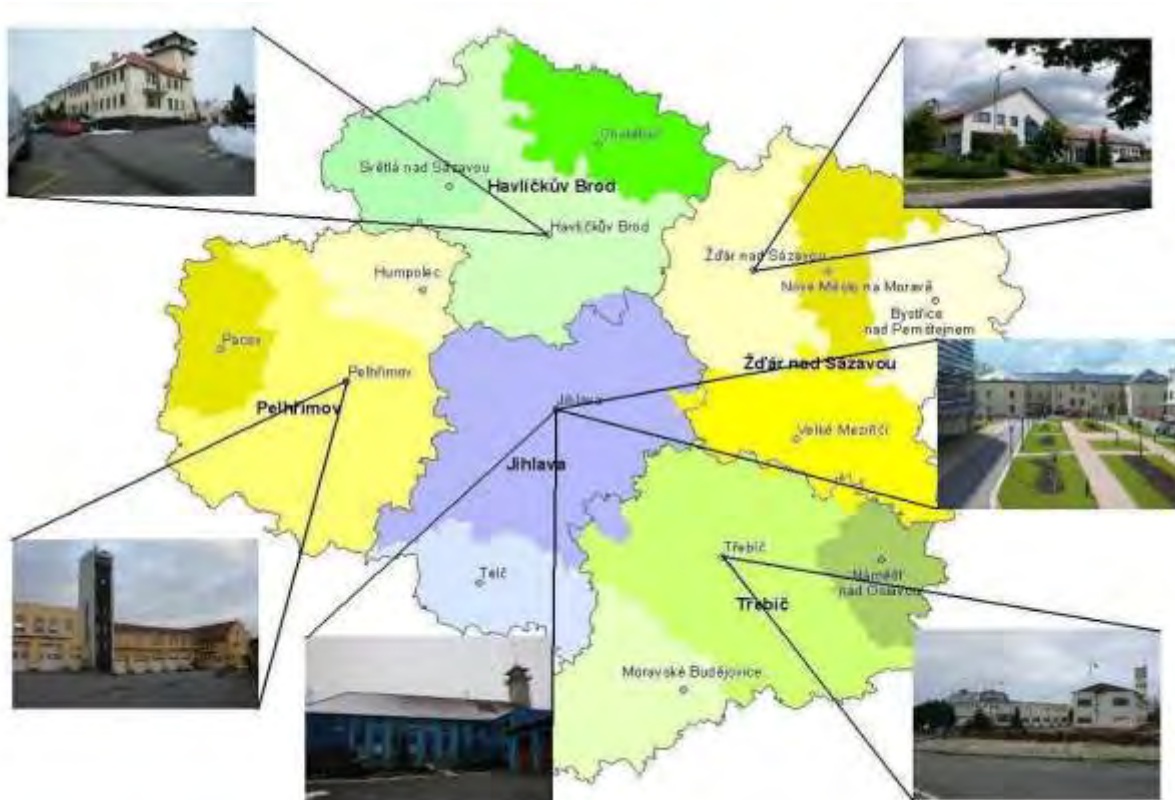 Chotěboř
Světlá nad Sázavou
Havlíčkův Brod
Havlíčkův Brod
Humpolec
Žďár nad Sázavou
Nové Město na Moravě
Bystřice
nad Pernštejnem
Pacov
Pelhřimov
Pelhřimov
Žďár nad Sázavou
Jihlava
Velké Meziříčí
Jihlava
Třebíč
Telč
Náměšť
nad Oslavou
Třebíč
Moravské Budějovice